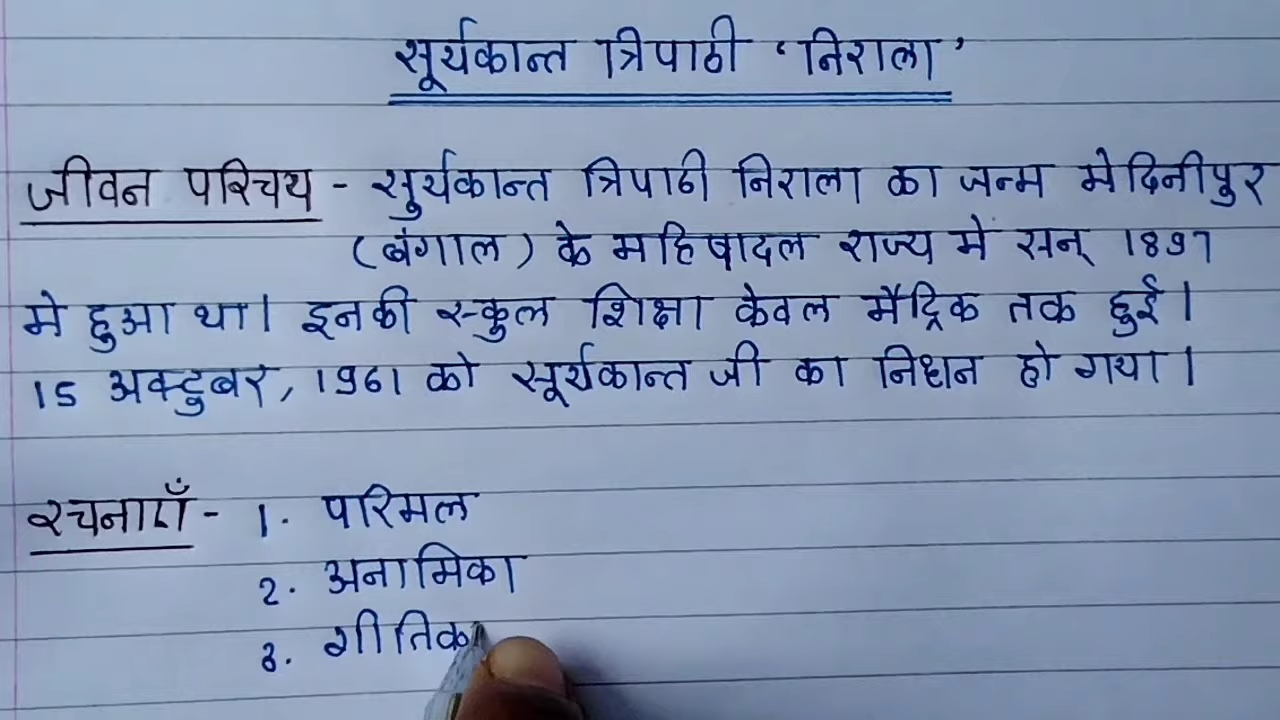 सूर्यकान्त त्रिपाठी ‘निराला’
जीवन परिचय - सुर्यकान्त त्रिपाठी निराला का जन्म मेदिनीपुर
(बंगाल) के महिषादल राज्य में सन् 1897
मे हुआ था। इनकी स्कुल शिक्षा केवल मैट्रिक तक हुई।
15 अक्टुबर, 1961 को सूर्यकान्त जी का निधन हो गया।
रचनाएँ - 1. परिमल
2. अनामिका
3. गीतिका